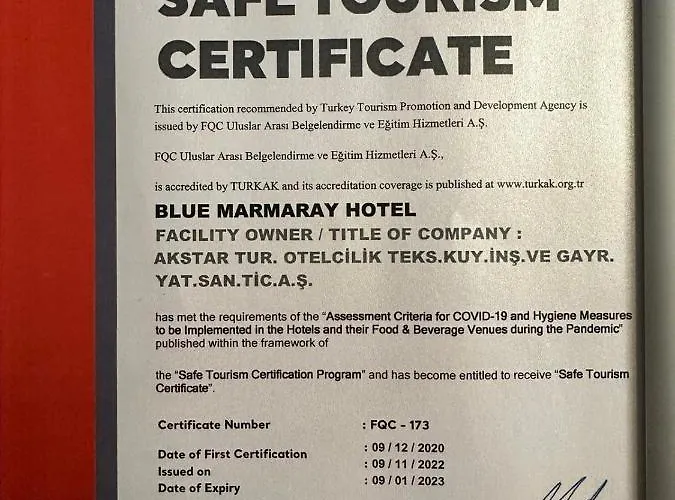 SAFE TOURISM
CERTIFICATE
This certification recommended by Turkey Tourism Promotion and Development Agency is
issued by FQC Uluslar Arası Belgelendirme ve Eğitim Hizmetleri A.Ş.
FQC Uluslar Arası Belgelendirme ve Eğitim Hizmetleri A.Ş.,
is accredited by TURKAK and its accreditation coverage is published at www.turkak.org.tr
BLUE MARMARAY HOTEL
FACILITY OWNER / TITLE OF COMPANY :
AKSTAR TUR. OTELCİLİK TEKS.KUY.İNŞ.VE GAYR.
YAT.SAN.TİC.A.Ş.
has met the requirements of the "Assessment Criteria for COVID-19 and Hygiene Measures
to be Implemented in the Hotels and their Food & Beverage Venues during the Pandemic"
published within the framework of
the "Safe Tourism Certification Program" and has become entitled to receive "Safe Tourism
Certificate".
Certificate Number : FQC - 173
Date of First Certification : 09 / 12 / 2020
Issued on : 09 / 11 / 2022
Date of Expiry : 09 / 01 / 2023